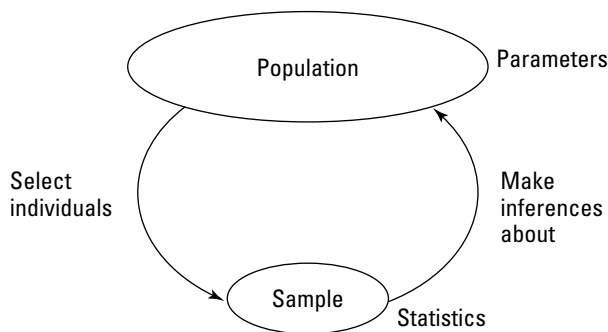 Population
Parameters
Select
individuals
Make
inferences
about
Sample
Statistics